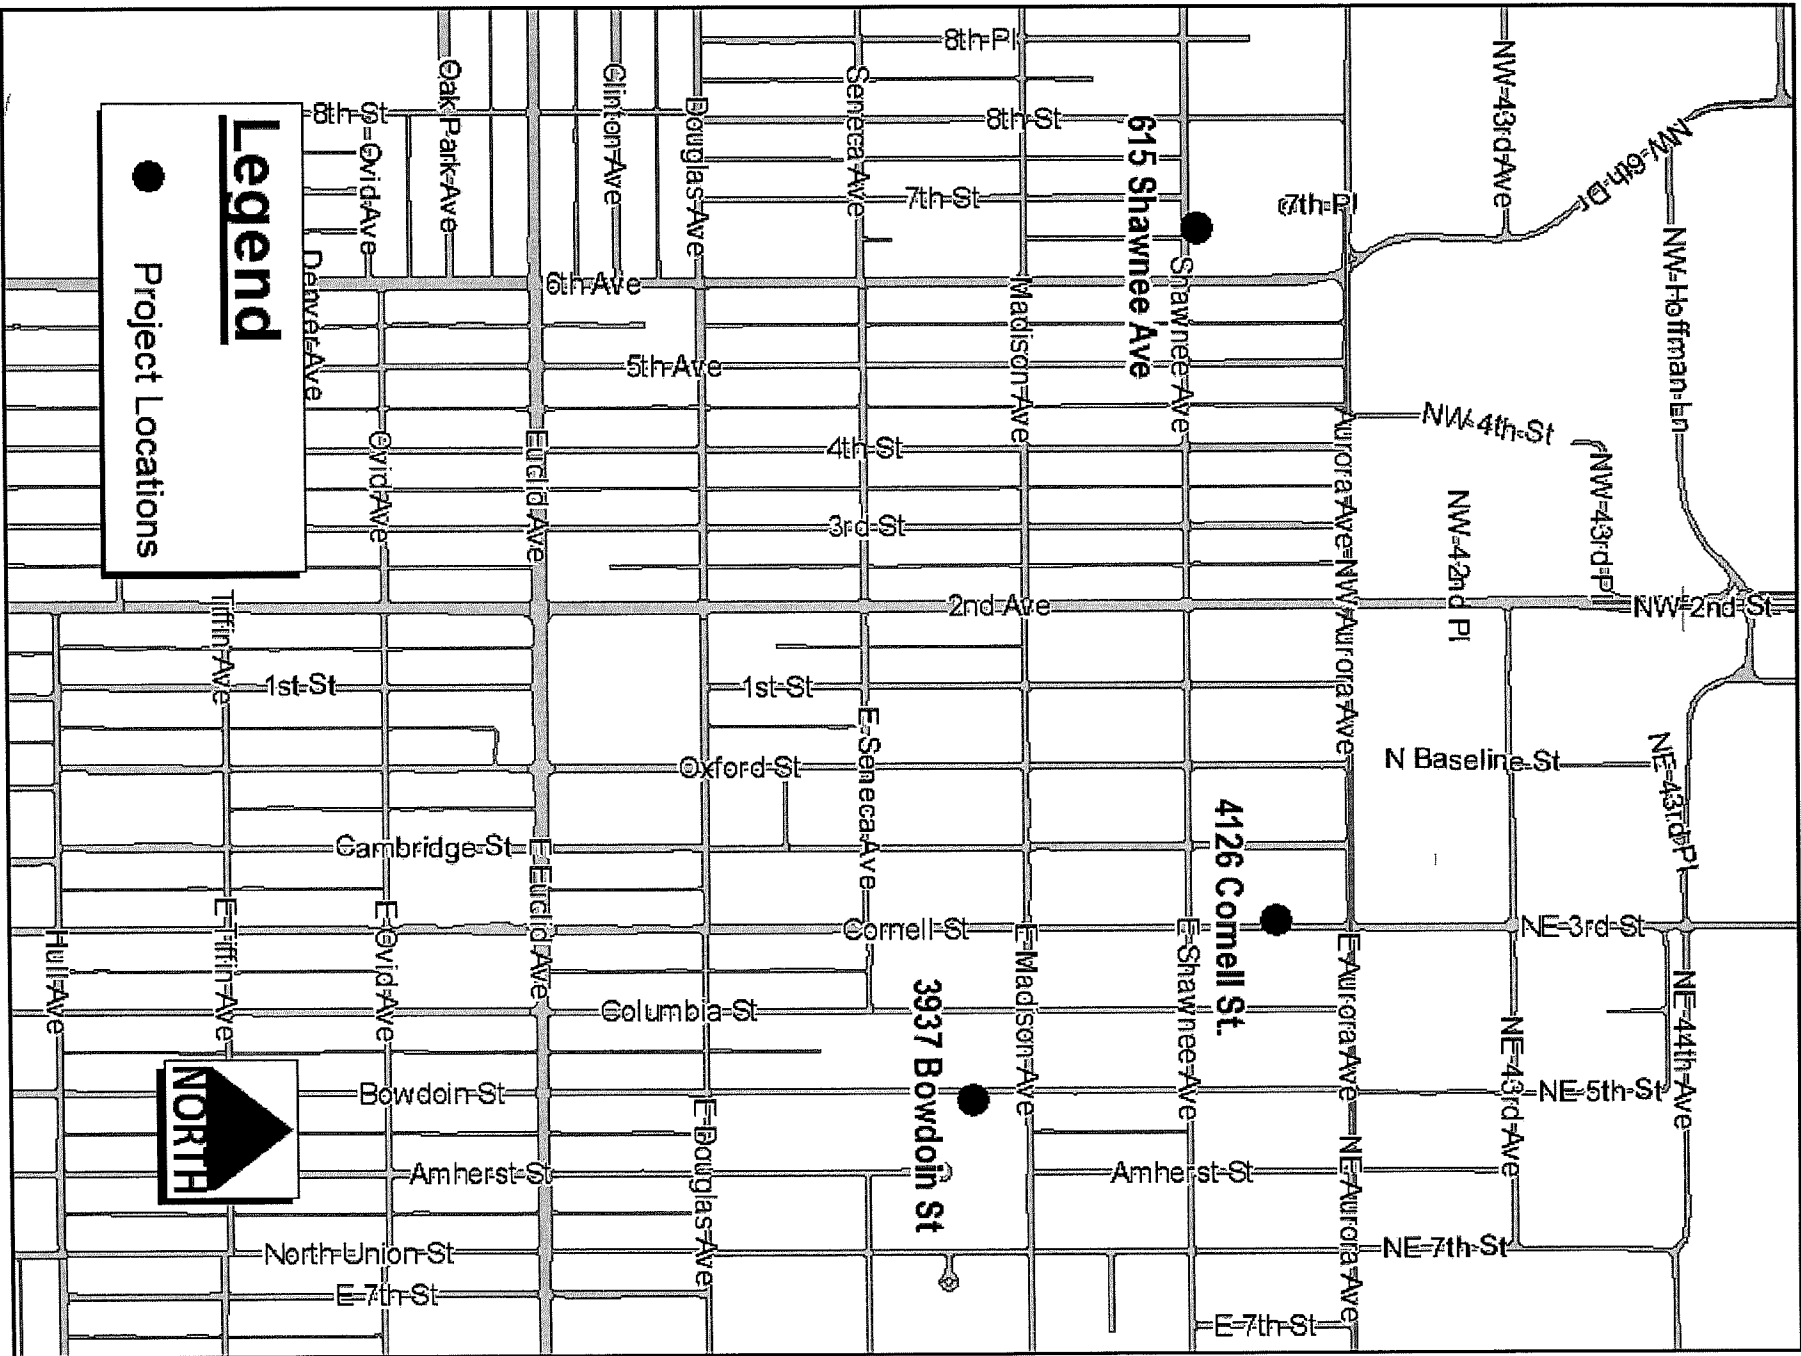 8th Pl
8th St
8th St
7th St
7th Pl
6th Ave
5th Ave
4th St
3rd St
2nd Ave
1st St
1st St
Oxford St
Cambridge St
Cornell St
Columbia St
Bowdoin St
Amherst St
Amherst St
North Union St
E 7th St
E 7th St
NW 6th Dr
NW 4th St
NW 2nd St
N Baseline St
NE 3rd St
NE 5th St
NE 7th St
NW 43rd Ave
NW Hoffman Ln
NW 43rd Pl
NW 42nd Pl
NE 43rd Pl
NE 44th Ave
NE 43rd Ave
Aurora Ave
NW Aurora Ave
NW Aurora Ave
E Aurora Ave
NE Aurora Ave
615 Shawnee Ave
Shawnee Ave
E Shawnee Ave
4126 Cornell St.
Madison Ave
E Madison Ave
3937 Bowdoin St
Seneca Ave
E Seneca Ave
Douglas Ave
E Douglas Ave
Clinton Ave
Euclid Ave
E Euclid Ave
Oak Park Ave
Ovid Ave
Ovid Ave
E Ovid Ave
Denver Ave
Tiffin Ave
E Tiffin Ave
Hull Ave
Legend
Project Locations
NORTH